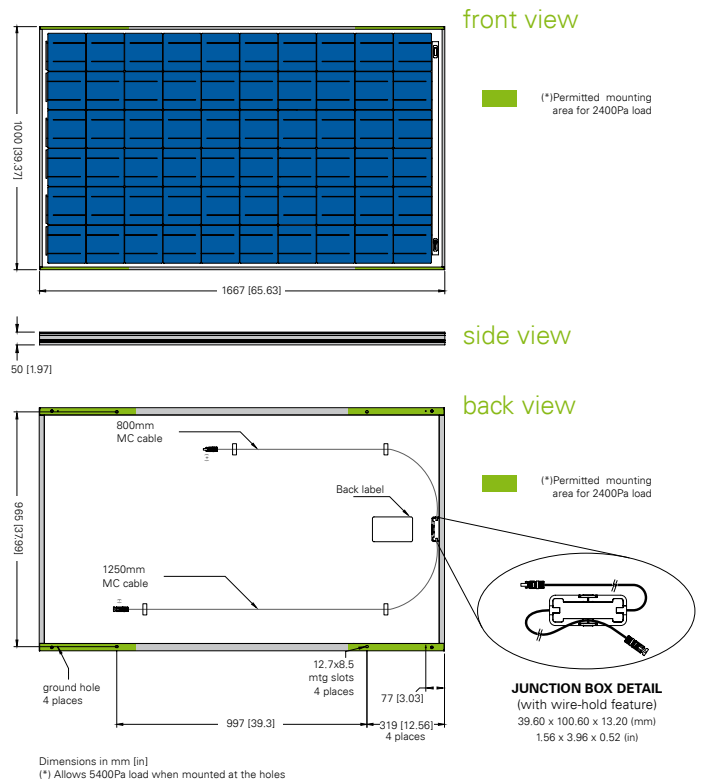 front view
(*)Permitted mounting
area for 2400Pa load
1000 [39.37]
1667 [65.63]
side view
50 [1.97]
back view
800mm
MC cable
(*)Permitted mounting
area for 2400Pa load
Back label
965 [37.99]
1250mm
MC cable
ground hole
4 places
12.7x8.5
mtg slots
4 places
77 [3.03]
997 [39.3]
319 [12.56]
4 places
JUNCTION BOX DETAIL
(with wire-hold feature)
39.60 x 100.60 x 13.20 (mm)
1.56 x 3.96 x 0.52 (in)
Dimensions in mm [in]
(*) Allows 5400Pa load when mounted at the holes